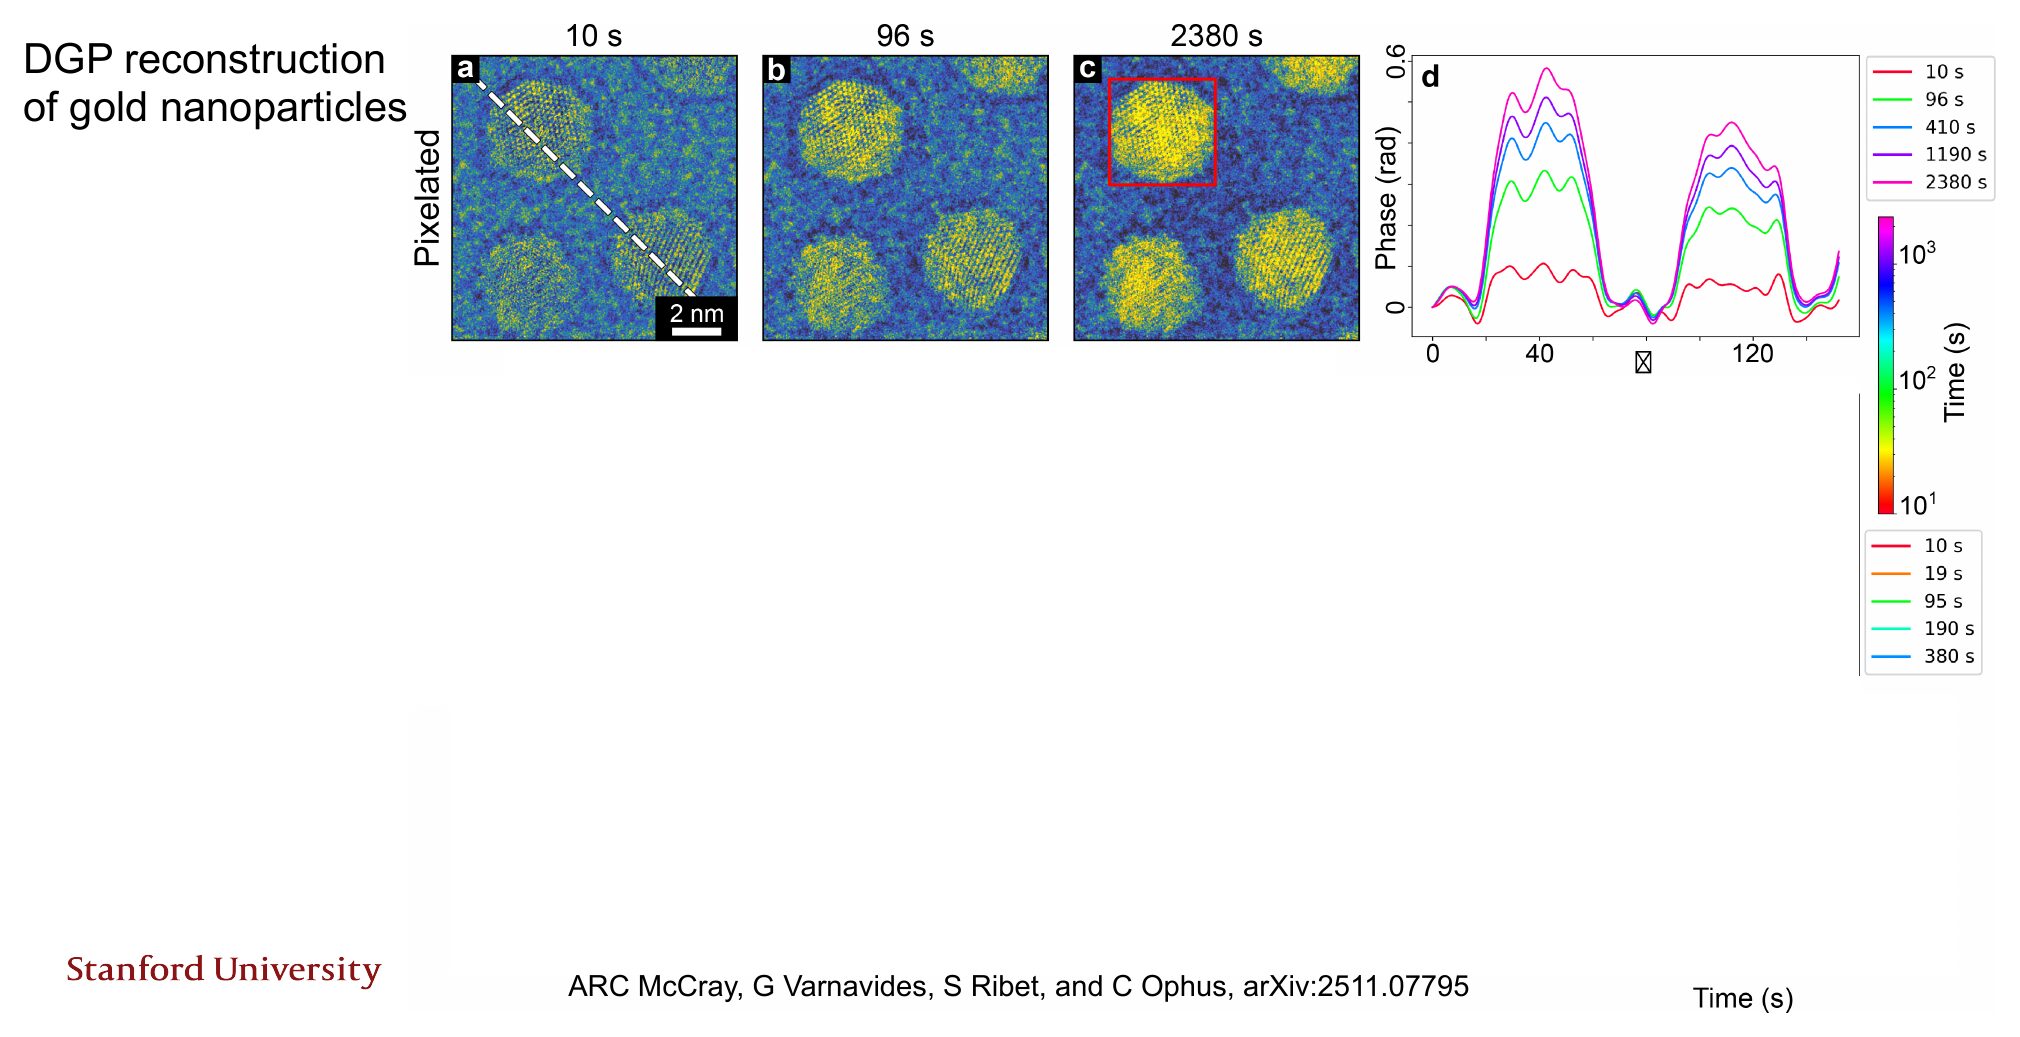 DGP reconstruction
of gold nanoparticles
10 s
96 s
2380 s
Pixelated
a
b
c
d
2 nm
Phase (rad)
0.6
0
0
40
120
10 s
96 s
410 s
1190 s
2380 s
10³
10²
10¹
Time (s)
10 s
19 s
95 s
190 s
380 s
Stanford University
ARC McCray, G Varnavides, S Ribet, and C Ophus, arXiv:2511.07795
Time (s)